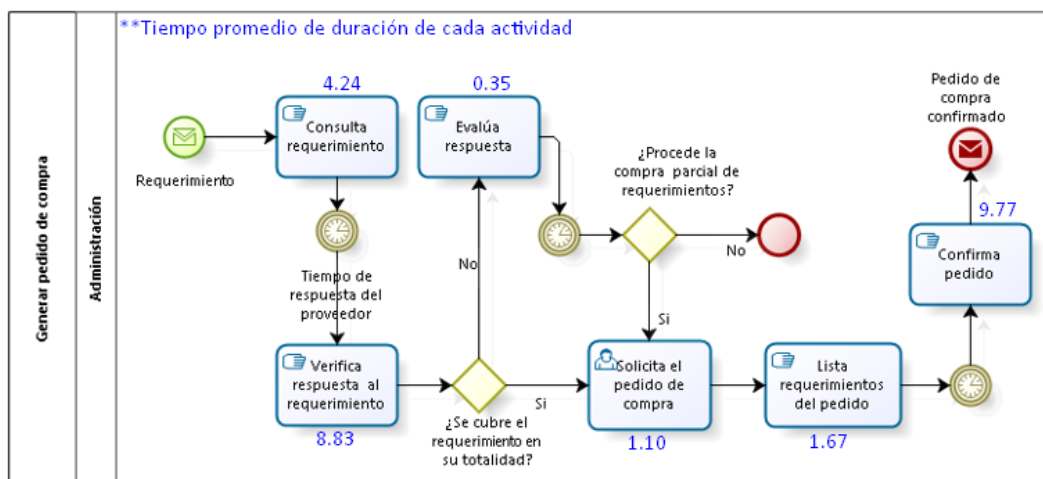 **Tiempo promedio de duración de cada actividad
Generar pedido de compra
Administración
Requerimiento
4.24
Consulta
requerimiento
Tiempo de
respuesta del
proveedor
Verifica
respuesta al
requerimiento
8.83
¿Se cubre el
requerimiento en
su totalidad?
No
Si
0.35
Evalúa
respuesta
¿Procede la
compra parcial de
requerimientos?
No
Si
Solicita el
pedido de
compra
1.10
Lista
requerimientos
del pedido
1.67
9.77
Confirma
pedido
Pedido de
compra
confirmado